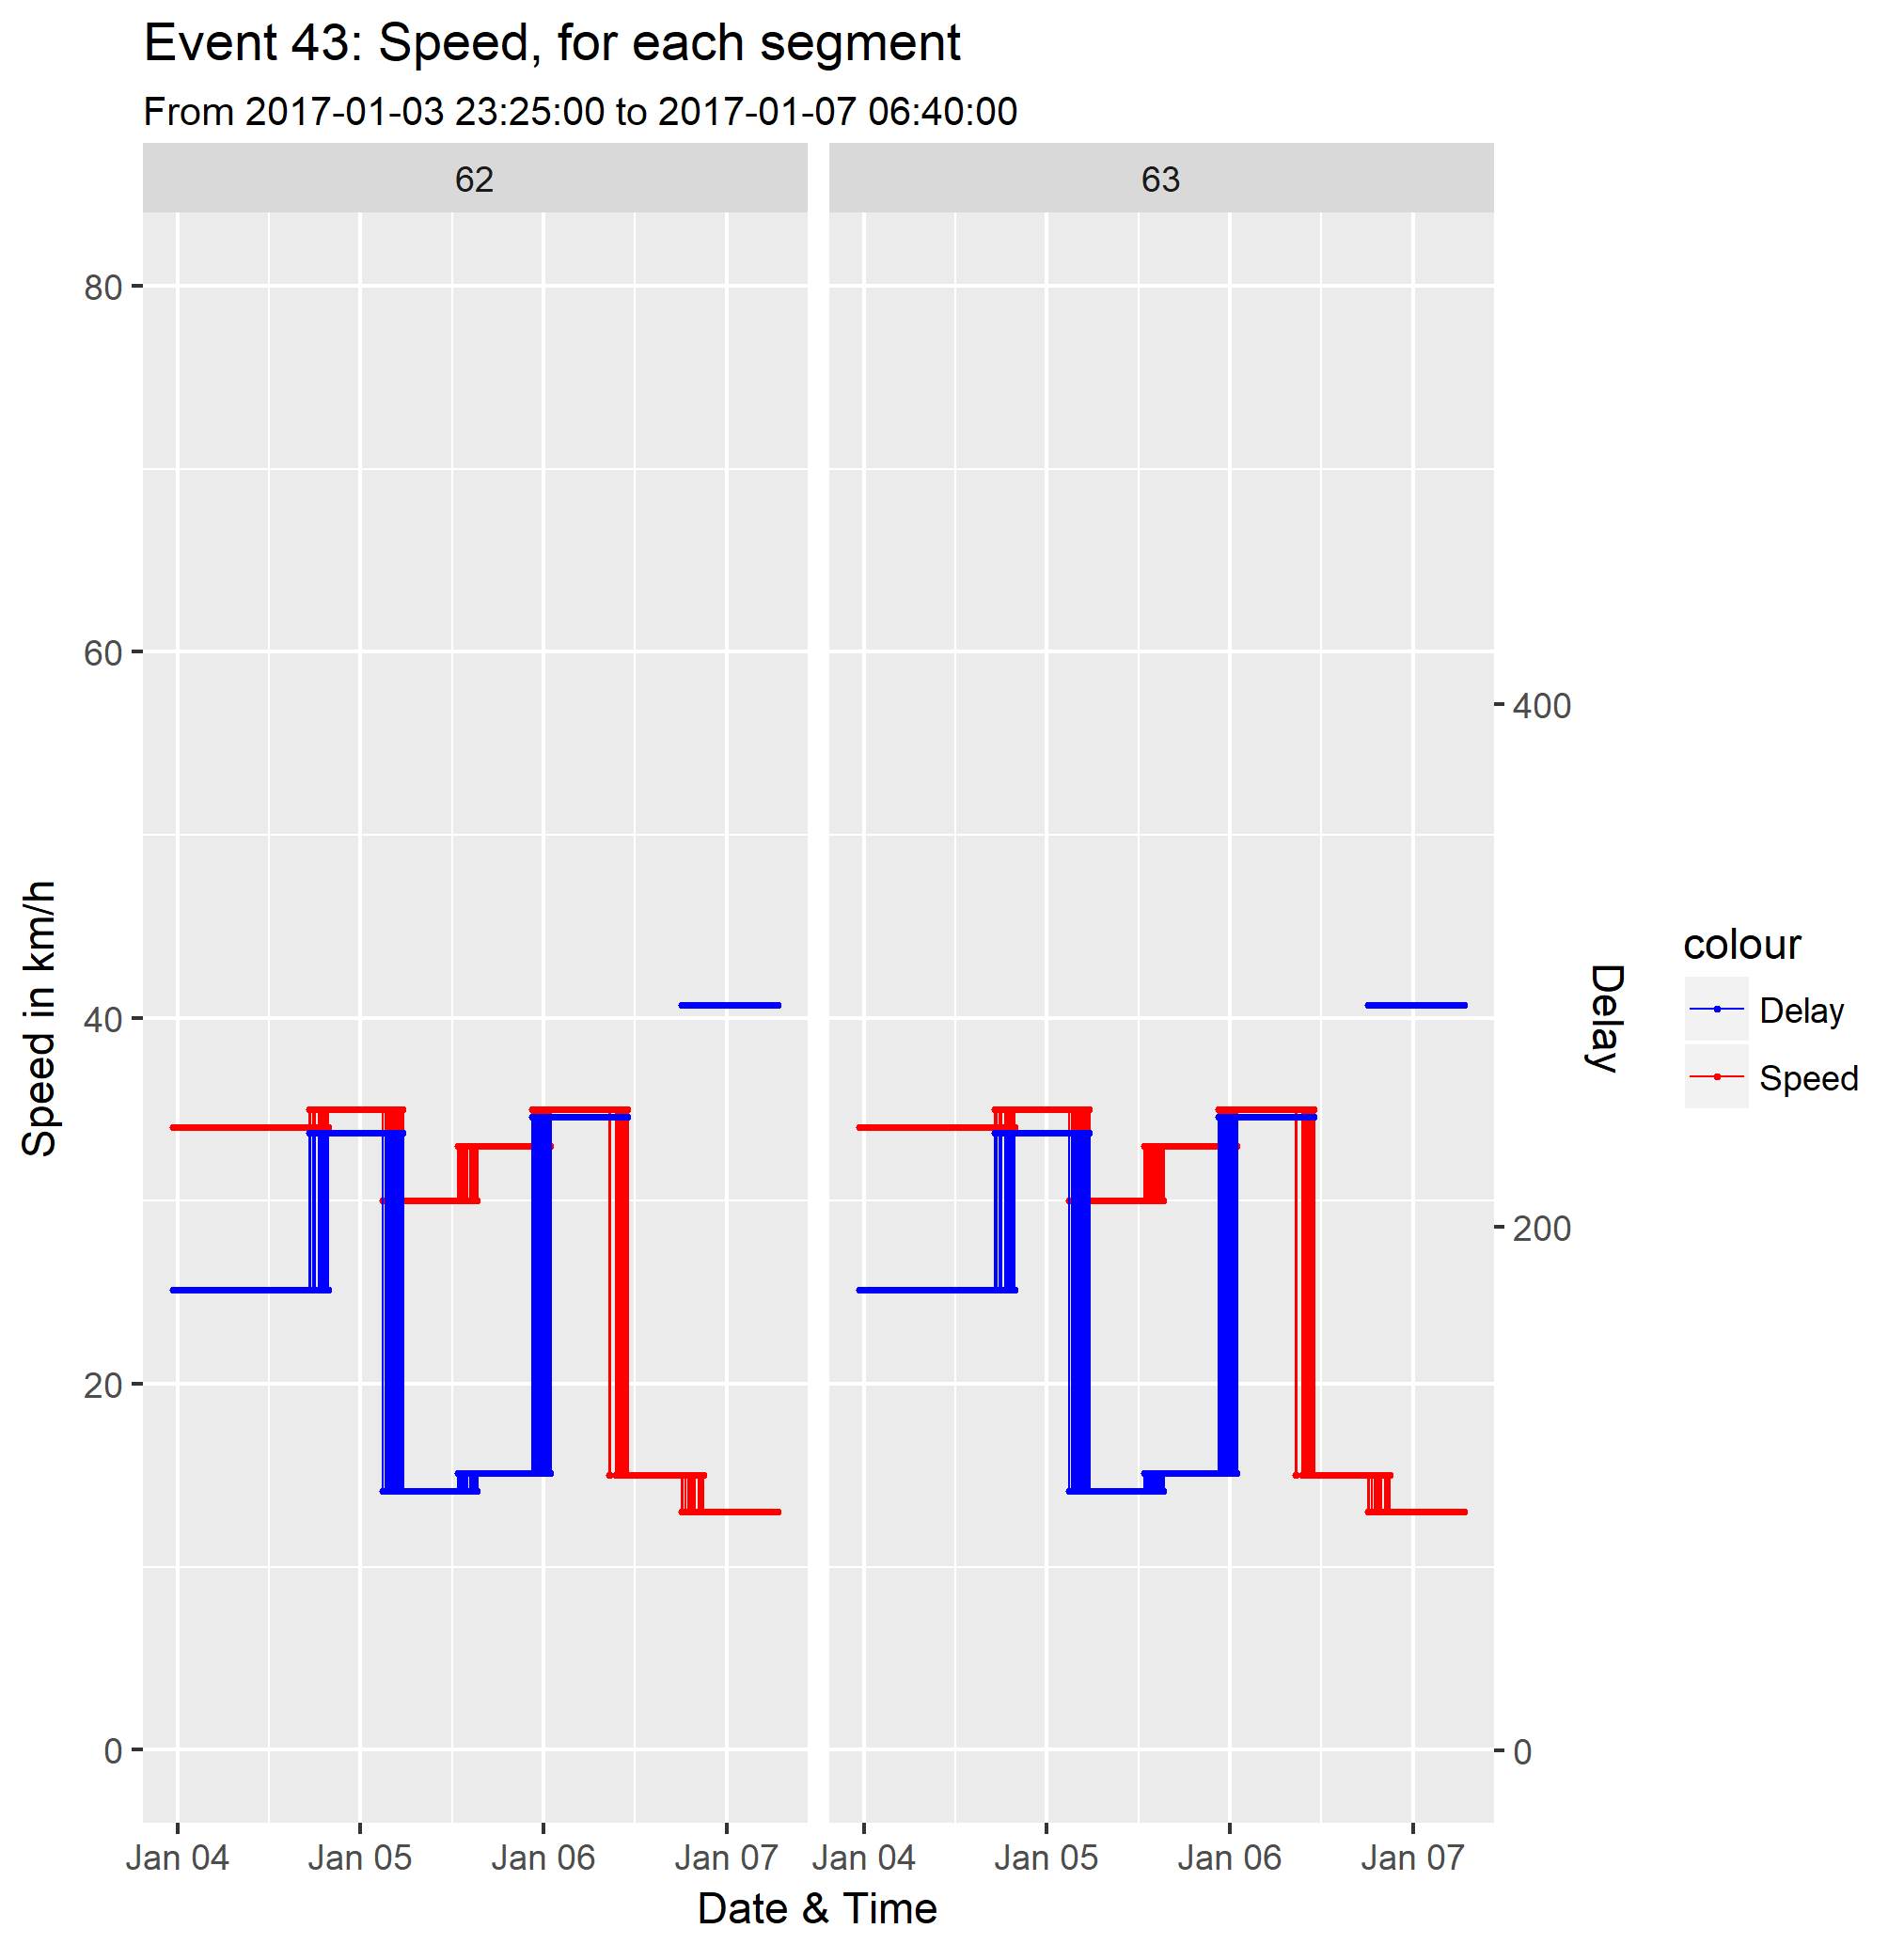 Event 43: Speed, for each segment
From 2017-01-03 23:25:00 to 2017-01-07 06:40:00
62
63
80
60
40
20
0
Speed in km/h
400
200
0
Delay
colour
Delay
Speed
Jan 04
Jan 05
Jan 06
Jan 07
Jan 04
Jan 05
Jan 06
Jan 07
Date & Time